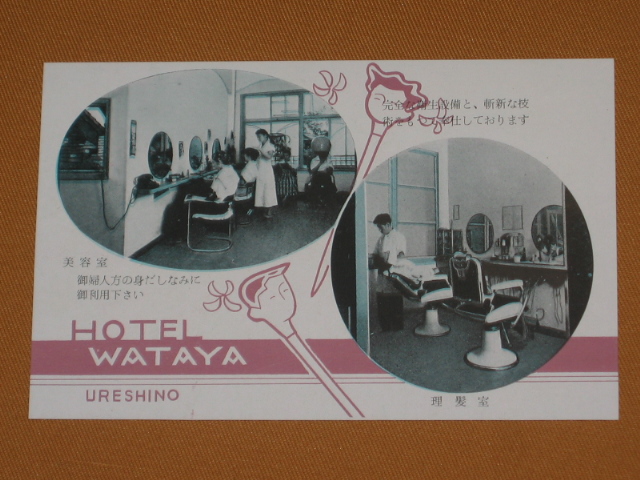 完全な衛生設備と、斬新な技
術をもつて奉仕しております
美容室
御婦人方の身だしなみに
御利用下さい
HOTEL
WATAYA
URESHINO
理髪室